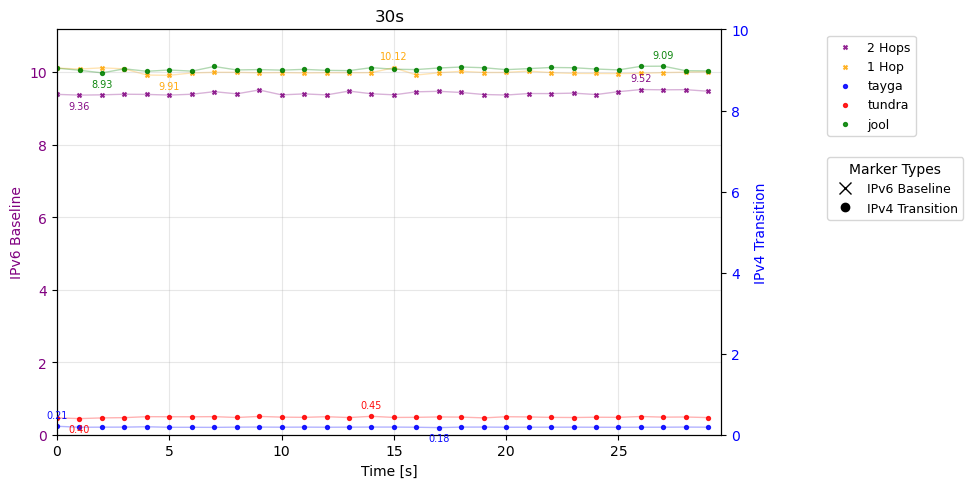 30s
10
8
6
4
2
0
IPv6 Baseline
10
8
6
4
2
0
IPv4 Transition
0
5
10
15
20
25
Time [s]
9.36
8.93
9.91
10.12
9.52
9.09
0.21
0.40
0.45
0.18
2 Hops
1 Hop
tayga
tundra
jool
Marker Types
IPv6 Baseline
IPv4 Transition